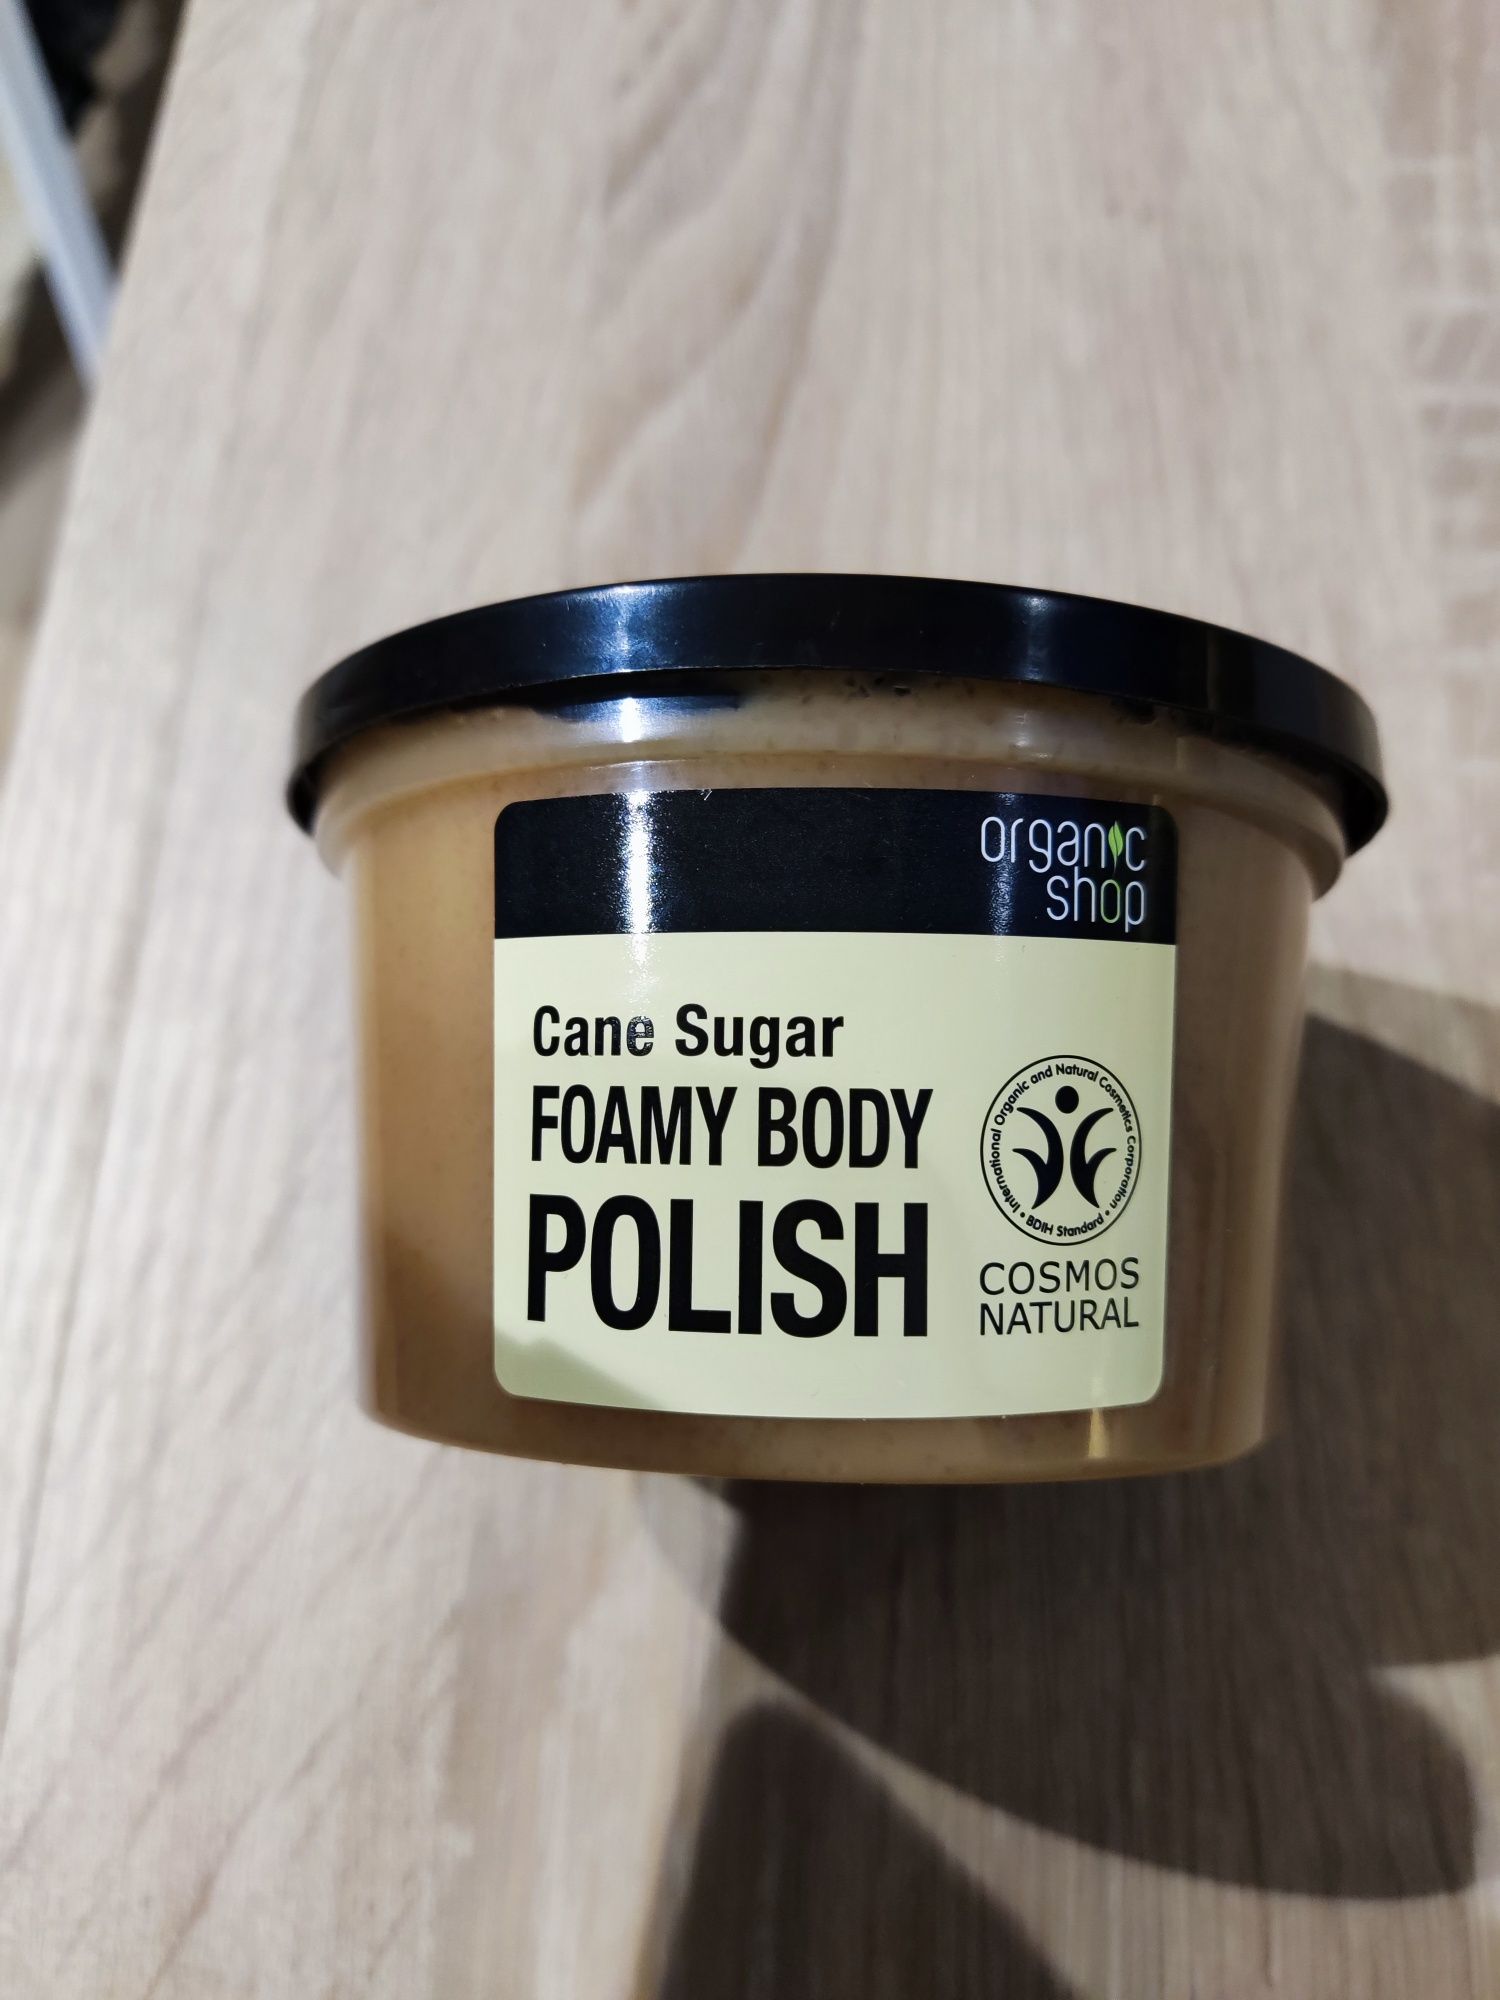 organic
shop
Cane Sugar
FOAMY BODY
POLISH
International Organic and Natural Cosmetics Corporation • BDIH Standard •
COSMOS
NATURAL